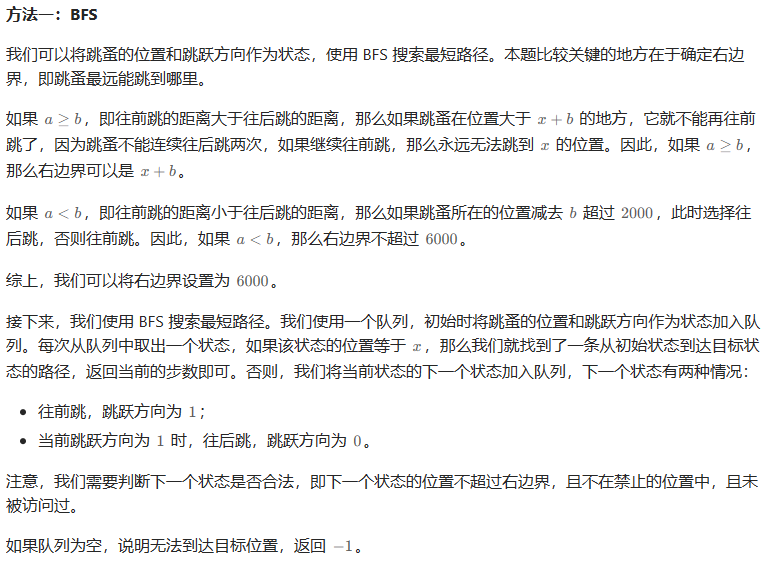 方法一：BFS
我们可以将跳蚤的位置和跳跃方向作为状态，使用 BFS 搜索最短路径。本题比较关键的地方在于确定右边
界，即跳蚤最远能跳到哪里。
如果 a ≥ b，即往前跳的距离大于往后跳的距离，那么如果跳蚤在位置大于 x + b 的地方，它就不能再往前
跳了，因为跳蚤不能连续往后跳两次，如果继续往前跳，那么永远无法跳到 x 的位置。因此，如果 a ≥ b，
那么右边界可以是 x + b。
如果 a < b，即往前跳的距离小于往后跳的距离，那么如果跳蚤所在的位置减去 b 超过 2000，此时选择往
后跳，否则往前跳。因此，如果 a < b，那么右边界不超过 6000。
综上，我们可以将右边界设置为 6000。
接下来，我们使用 BFS 搜索最短路径。我们使用一个队列，初始时将跳蚤的位置和跳跃方向作为状态加入队
列。每次从队列中取出一个状态，如果该状态的位置等于 x，那么我们就找到了一条从初始状态到达目标状
态的路径，返回当前的步数即可。否则，我们将当前状态的下一个状态加入队列，下一个状态有两种情况：
• 往前跳，跳跃方向为 1；
• 当前跳跃方向为 1 时，往后跳，跳跃方向为 0。
注意，我们需要判断下一个状态是否合法，即下一个状态的位置不超过右边界，且不在禁止的位置中，且未
被访问过。
如果队列为空，说明无法到达目标位置，返回 −1。